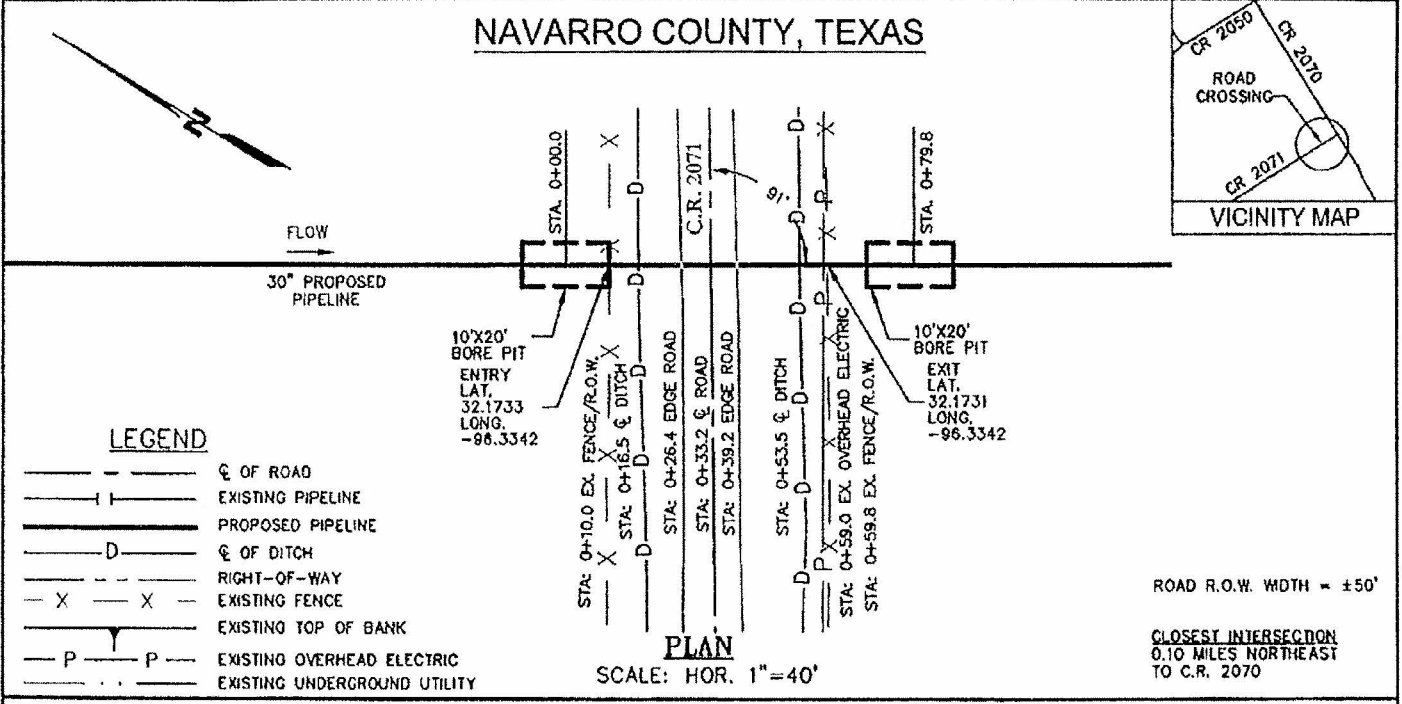 NAVARRO COUNTY, TEXAS
CR 2050
CR 2070
ROAD
CROSSING
CR 2071
VICINITY MAP
N
FLOW
30" PROPOSED
PIPELINE
STA. 0+00.0
C.R. 2071
91°
STA. 0+79.8
10'X20'
BORE PIT
ENTRY
LAT.
32.1733
LONG.
-96.3342
STA: 0+10.0 EX. FENCE/R.O.W.
STA: 0+16.5 ℄ DITCH
STA: 0+26.4 EDGE ROAD
STA: 0+33.2 ℄ ROAD
STA: 0+39.2 EDGE ROAD
STA: 0+53.5 ℄ DITCH
STA: 0+59.0 EX. OVERHEAD ELECTRIC
STA: 0+59.8 EX. FENCE/R.O.W.
10'X20'
BORE PIT
EXIT
LAT.
32.1731
LONG.
-96.3342
LEGEND
℄ OF ROAD
EXISTING PIPELINE
PROPOSED PIPELINE
D ℄ OF DITCH
RIGHT-OF-WAY
X X EXISTING FENCE
EXISTING TOP OF BANK
P P EXISTING OVERHEAD ELECTRIC
EXISTING UNDERGROUND UTILITY
PLAN
SCALE: HOR. 1"=40'
ROAD R.O.W. WIDTH = ±50'
CLOSEST INTERSECTION
0.10 MILES NORTHEAST
TO C.R. 2070